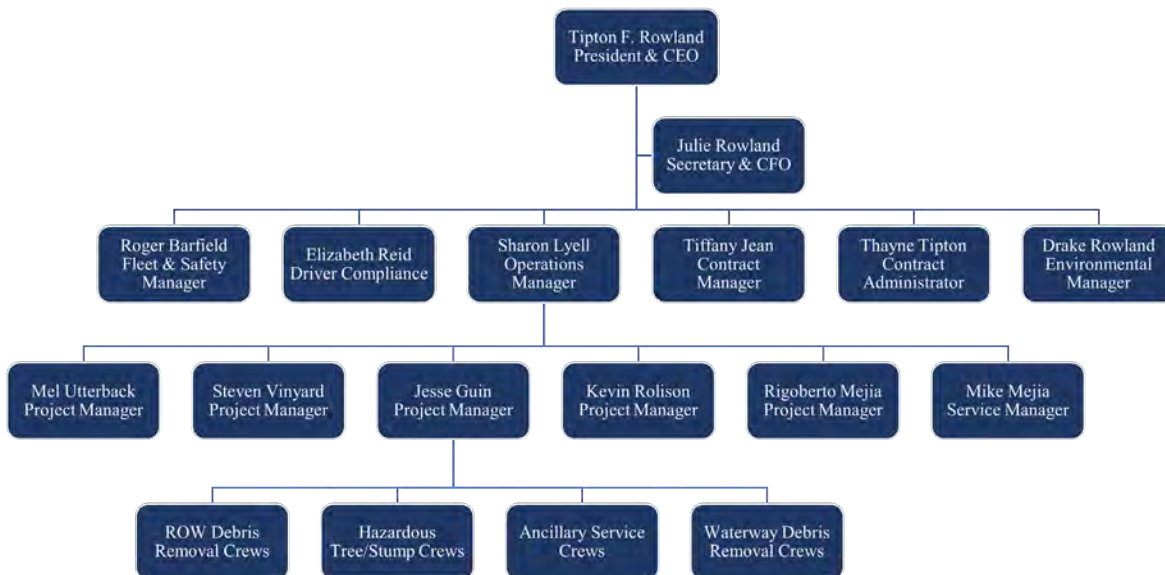 Tipton F. Rowland
President & CEO
Julie Rowland
Secretary & CFO
Roger Barfield
Fleet & Safety
Manager
Elizabeth Reid
Driver Compliance
Sharon Lyell
Operations
Manager
Tiffany Jean
Contract
Manager
Thayne Tipton
Contract
Administrator
Drake Rowland
Environmental
Manager
Mel Utterback
Project Manager
Steven Vinyard
Project Manager
Jesse Guin
Project Manager
Kevin Rolison
Project Manager
Rigoberto Mejia
Project Manager
Mike Mejia
Service Manager
ROW Debris
Removal Crews
Hazardous
Tree/Stump Crews
Ancillary Service
Crews
Waterway Debris
Removal Crews